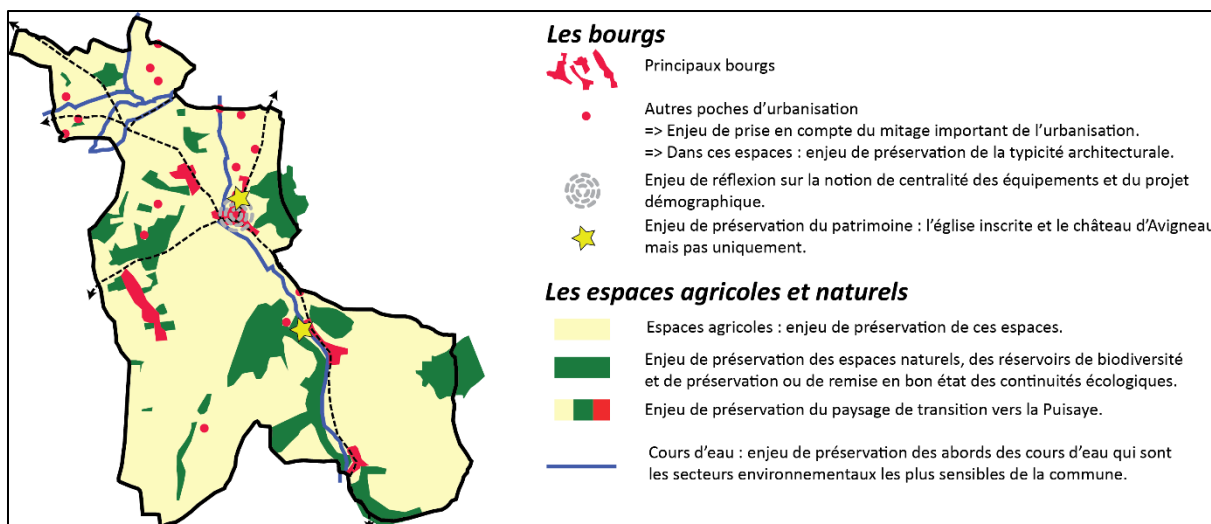 Les bourgs
Principaux bourgs
Autres poches d'urbanisation
=> Enjeu de prise en compte du mitage important de l'urbanisation.
=> Dans ces espaces : enjeu de préservation de la typicité architecturale.
Enjeu de réflexion sur la notion de centralité des équipements et du projet
démographique.
Enjeu de préservation du patrimoine : l'église inscrite et le château d'Avigneau
mais pas uniquement.
Les espaces agricoles et naturels
Espaces agricoles : enjeu de préservation de ces espaces.
Enjeu de préservation des espaces naturels, des réservoirs de biodiversité
et de préservation ou de remise en bon état des continuités écologiques.
Enjeu de préservation du paysage de transition vers la Puisaye.
Cours d'eau : enjeu de préservation des abords des cours d'eau qui sont
les secteurs environnementaux les plus sensibles de la commune.